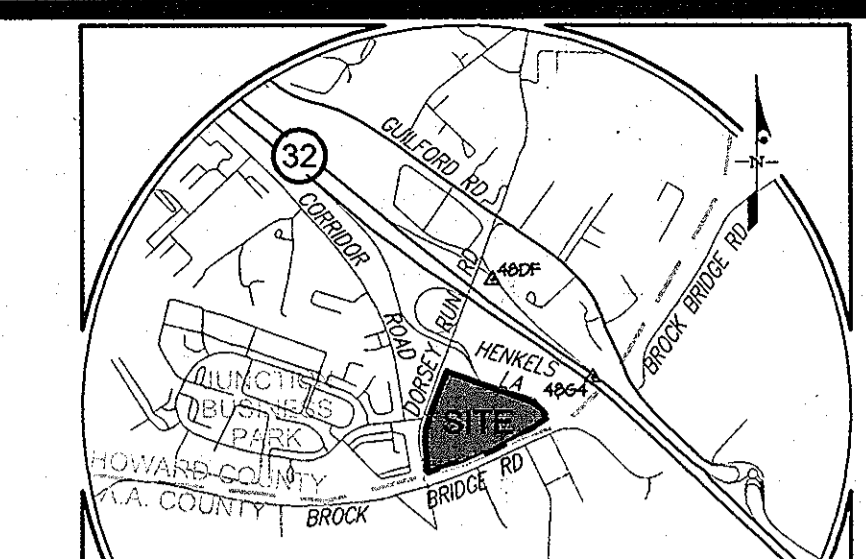 GUILFORD RD
32
N
CORRIDOR
ROAD
48DF
DORSEY RUN RD
BROCK BRIDGE RD
HENKELS
LA
48G4
JUNCTION
BUSINESS
PARK
SITE
HOWARD COUNTY
A.A. COUNTY
BROCK
BRIDGE RD